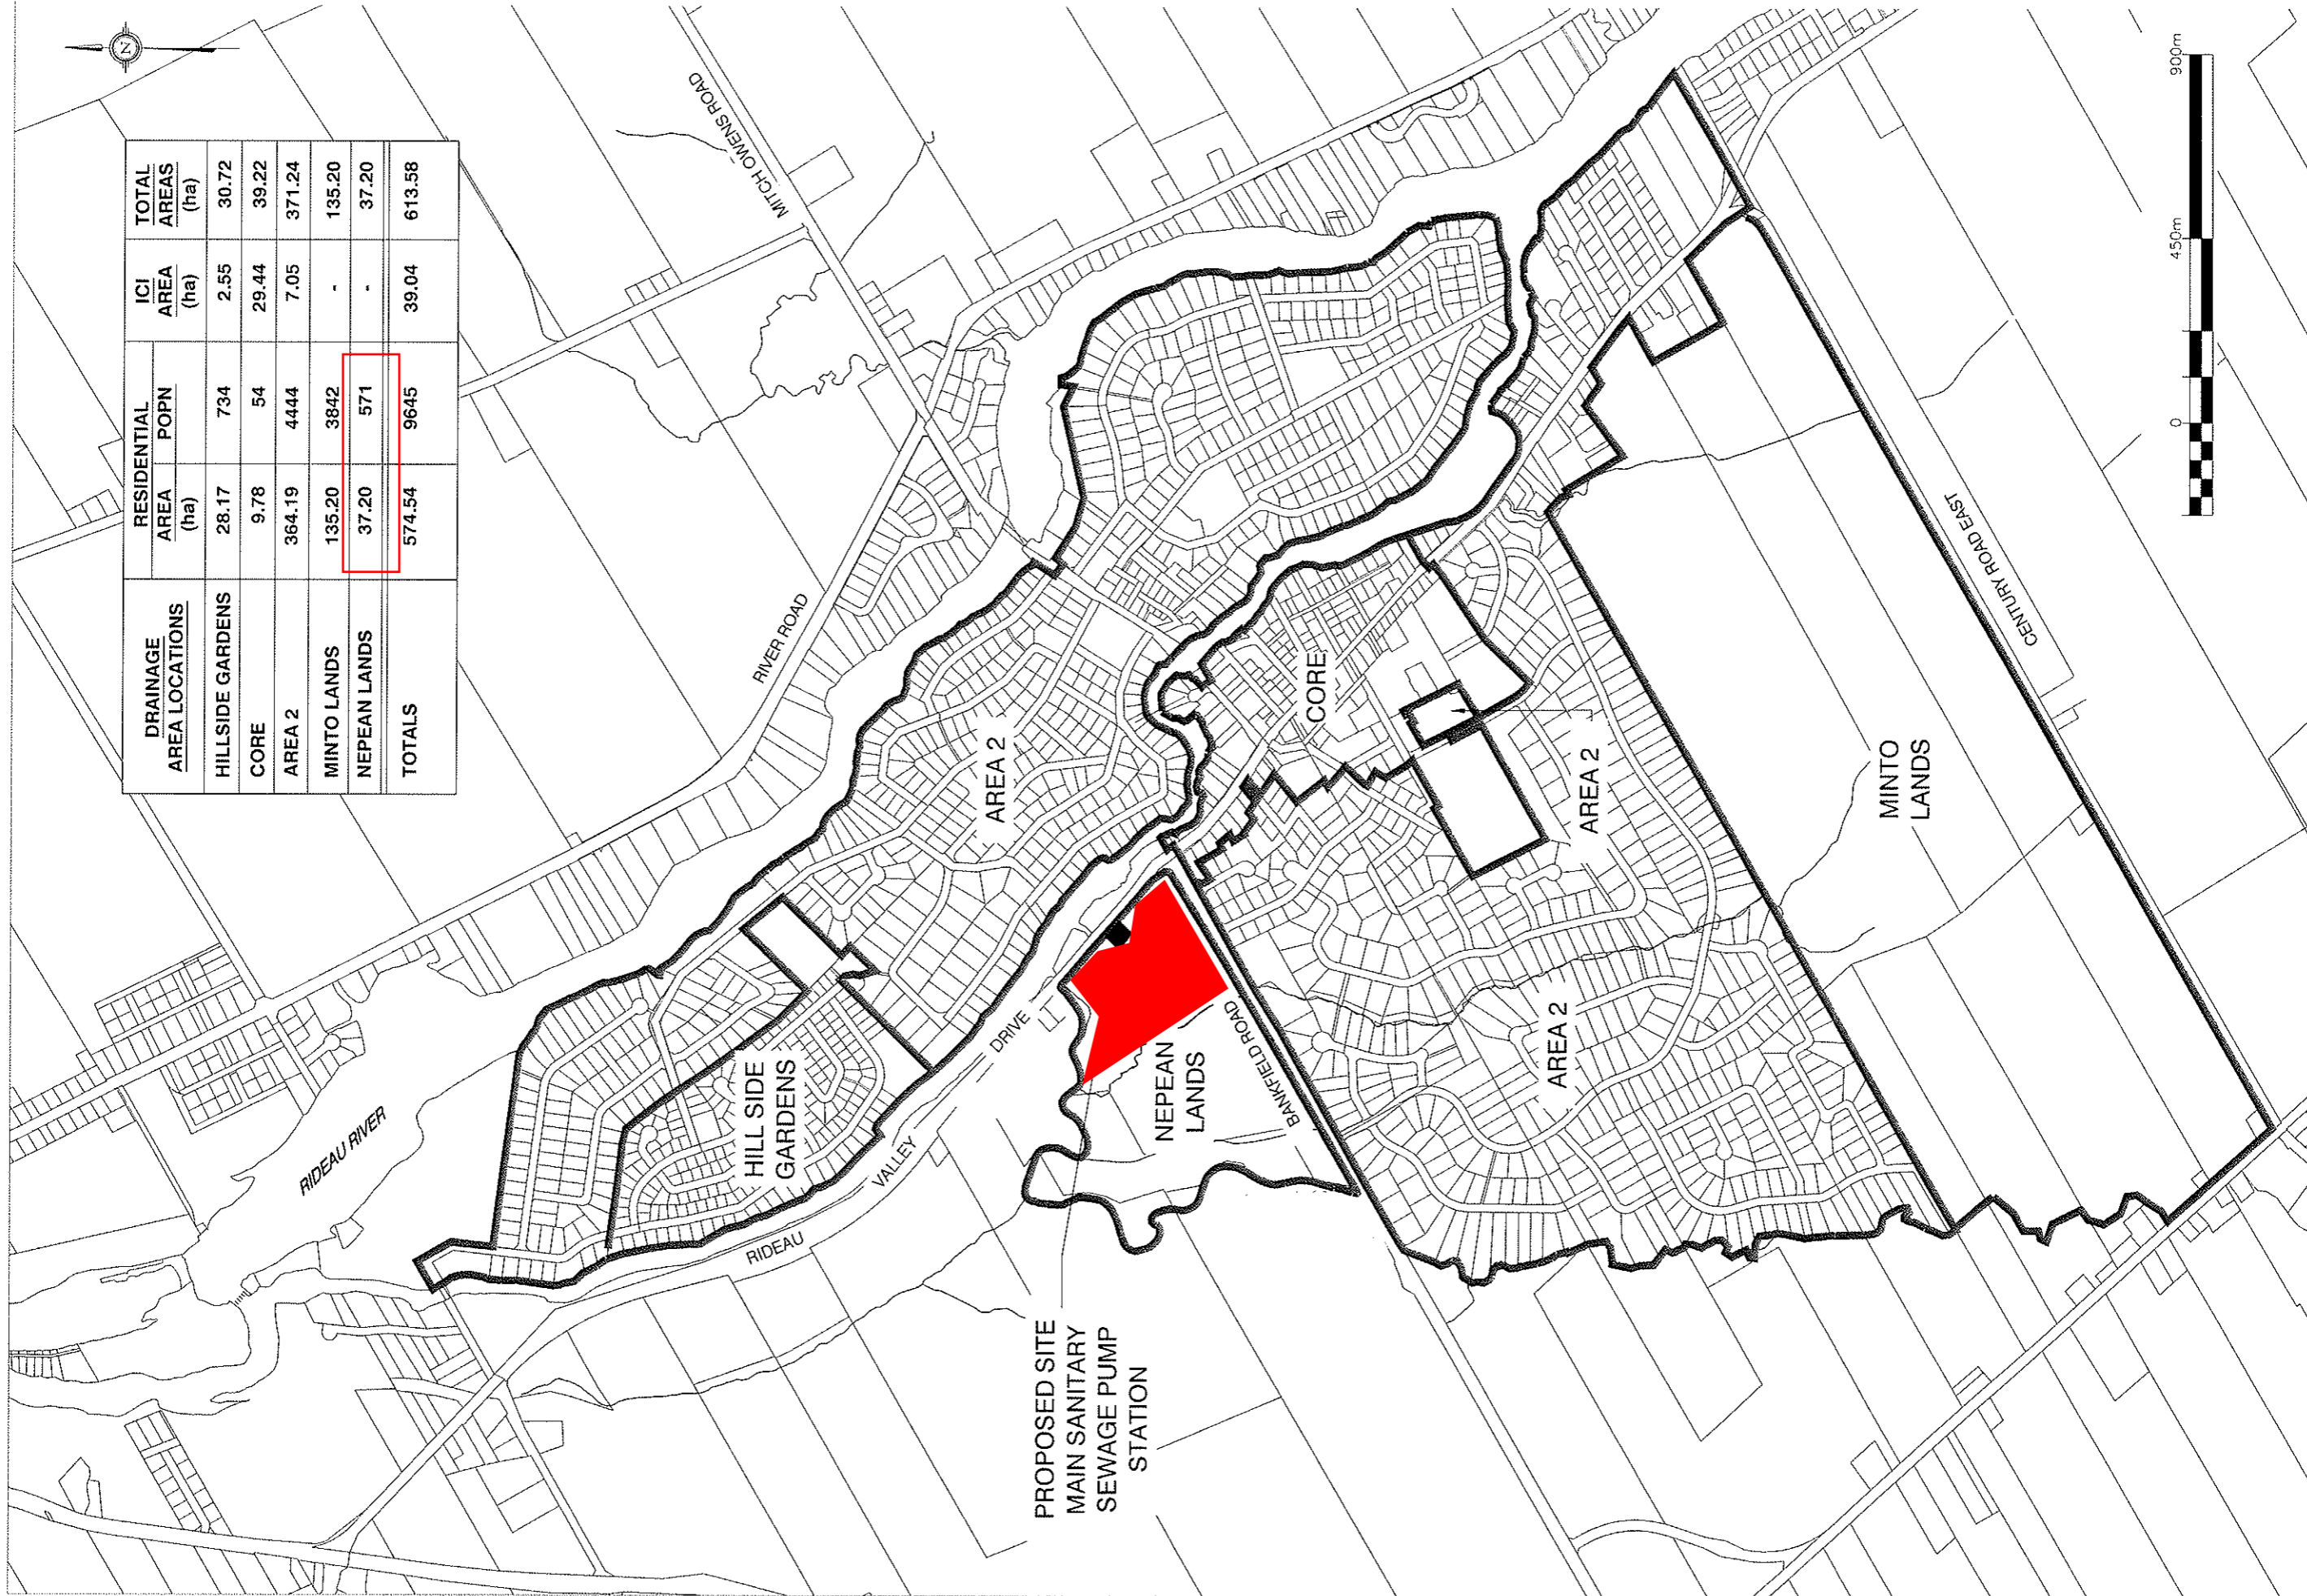 N
DRAINAGE
AREA LOCATIONS
RESIDENTIAL
AREA
(ha)
POPN
ICI
AREA
(ha)
TOTAL
AREAS
(ha)
HILLSIDE GARDENS 28.17 734 2.55 30.72
CORE 9.78 54 29.44 39.22
AREA 2 364.19 4444 7.05 371.24
MINTO LANDS 135.20 3842 - 135.20
NEPEAN LANDS 37.20 571 - 37.20
TOTALS 574.54 9645 39.04 613.58
MITCH OWENS ROAD
RIVER ROAD
RIDEAU RIVER
AREA 2
HILL SIDE
GARDENS
RIDEAU
VALLEY
DRIVE
CORE
NEPEAN
LANDS
BANKFIELD ROAD
AREA 2
AREA 2
MINTO
LANDS
CENTURY ROAD EAST
PROPOSED SITE
MAIN SANITARY
SEWAGE PUMP
STATION
0 450m 900m